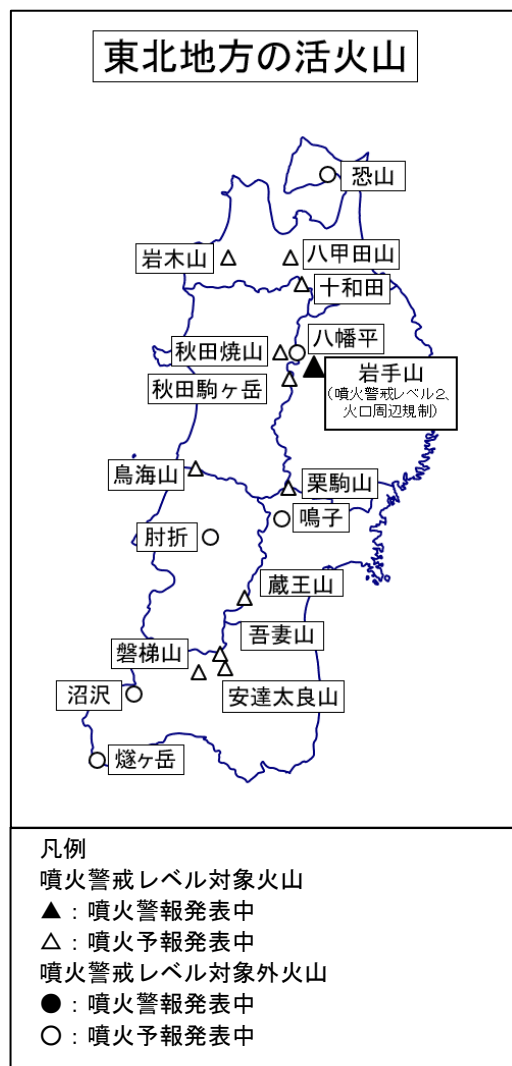 東北地方の活火山
恐山
岩木山
八甲田山
十和田
八幡平
秋田焼山
岩手山
(噴火警戒レベル2、
火口周辺規制)
秋田駒ヶ岳
鳥海山
栗駒山
鳴子
肘折
蔵王山
吾妻山
磐梯山
安達太良山
沼沢
燧ヶ岳
凡例
噴火警戒レベル対象火山
▲:噴火警報発表中
△:噴火予報発表中
噴火警戒レベル対象外火山
●:噴火警報発表中
○:噴火予報発表中